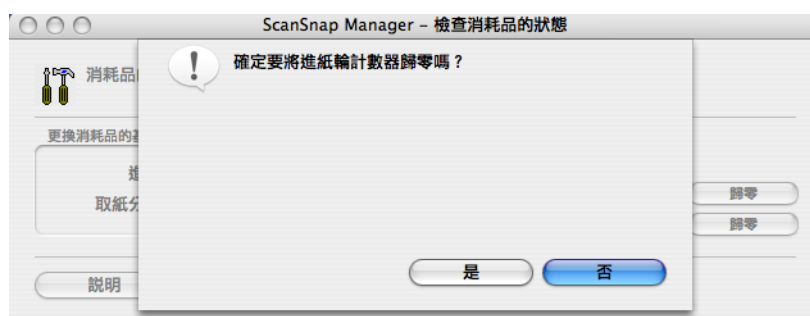 ScanSnap Manager – 檢查消耗品的狀態
消耗品
確定要將進紙輪計數器歸零嗎？
更換消耗品的
進
取紙分
歸零
歸零
說明
是
否